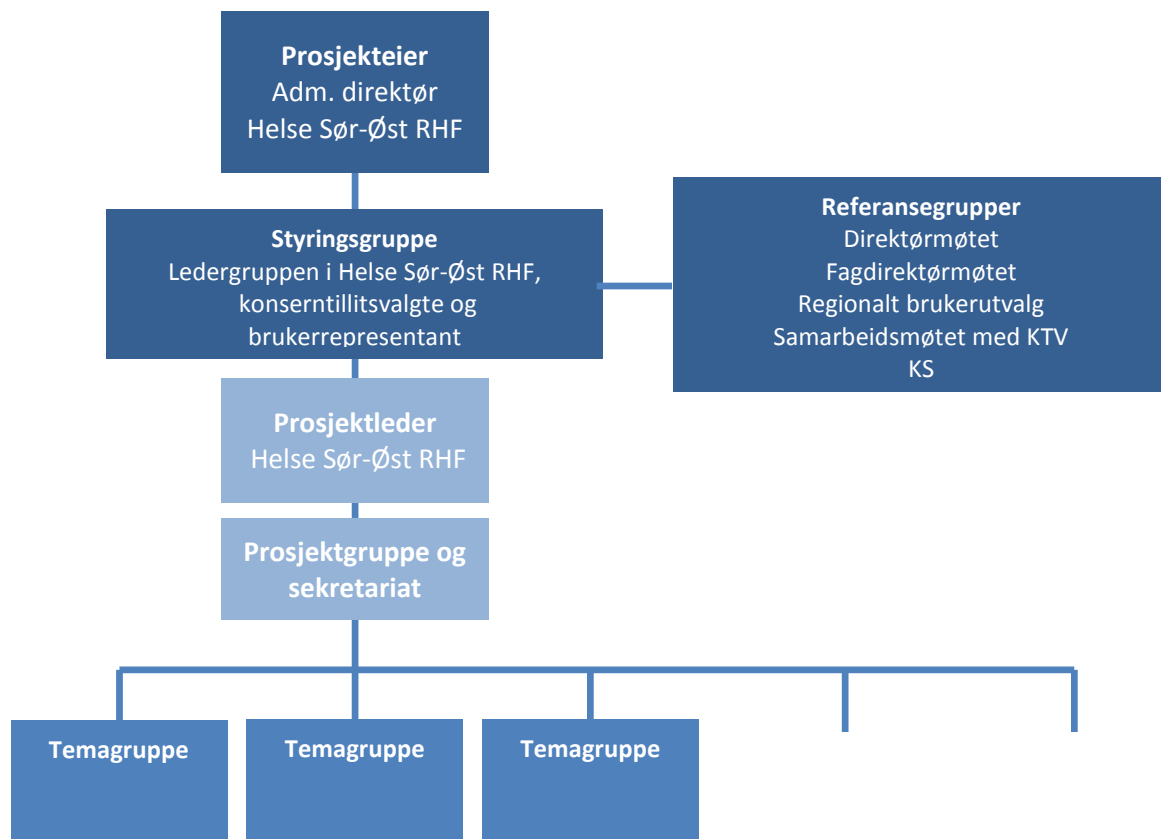 Prosjekteier
Adm. direktør
Helse Sør-Øst RHF
Styringsgruppe
Ledergruppen i Helse Sør-Øst RHF,
konserntillitsvalgte og
brukerrepresentant
Referansegrupper
Direktørmøtet
Fagdirektørmøtet
Regionalt brukerutvalg
Samarbeidsmøtet med KTV
KS
Prosjektleder
Helse Sør-Øst RHF
Prosjektgruppe og
sekretariat
Temagruppe
Temagruppe
Temagruppe